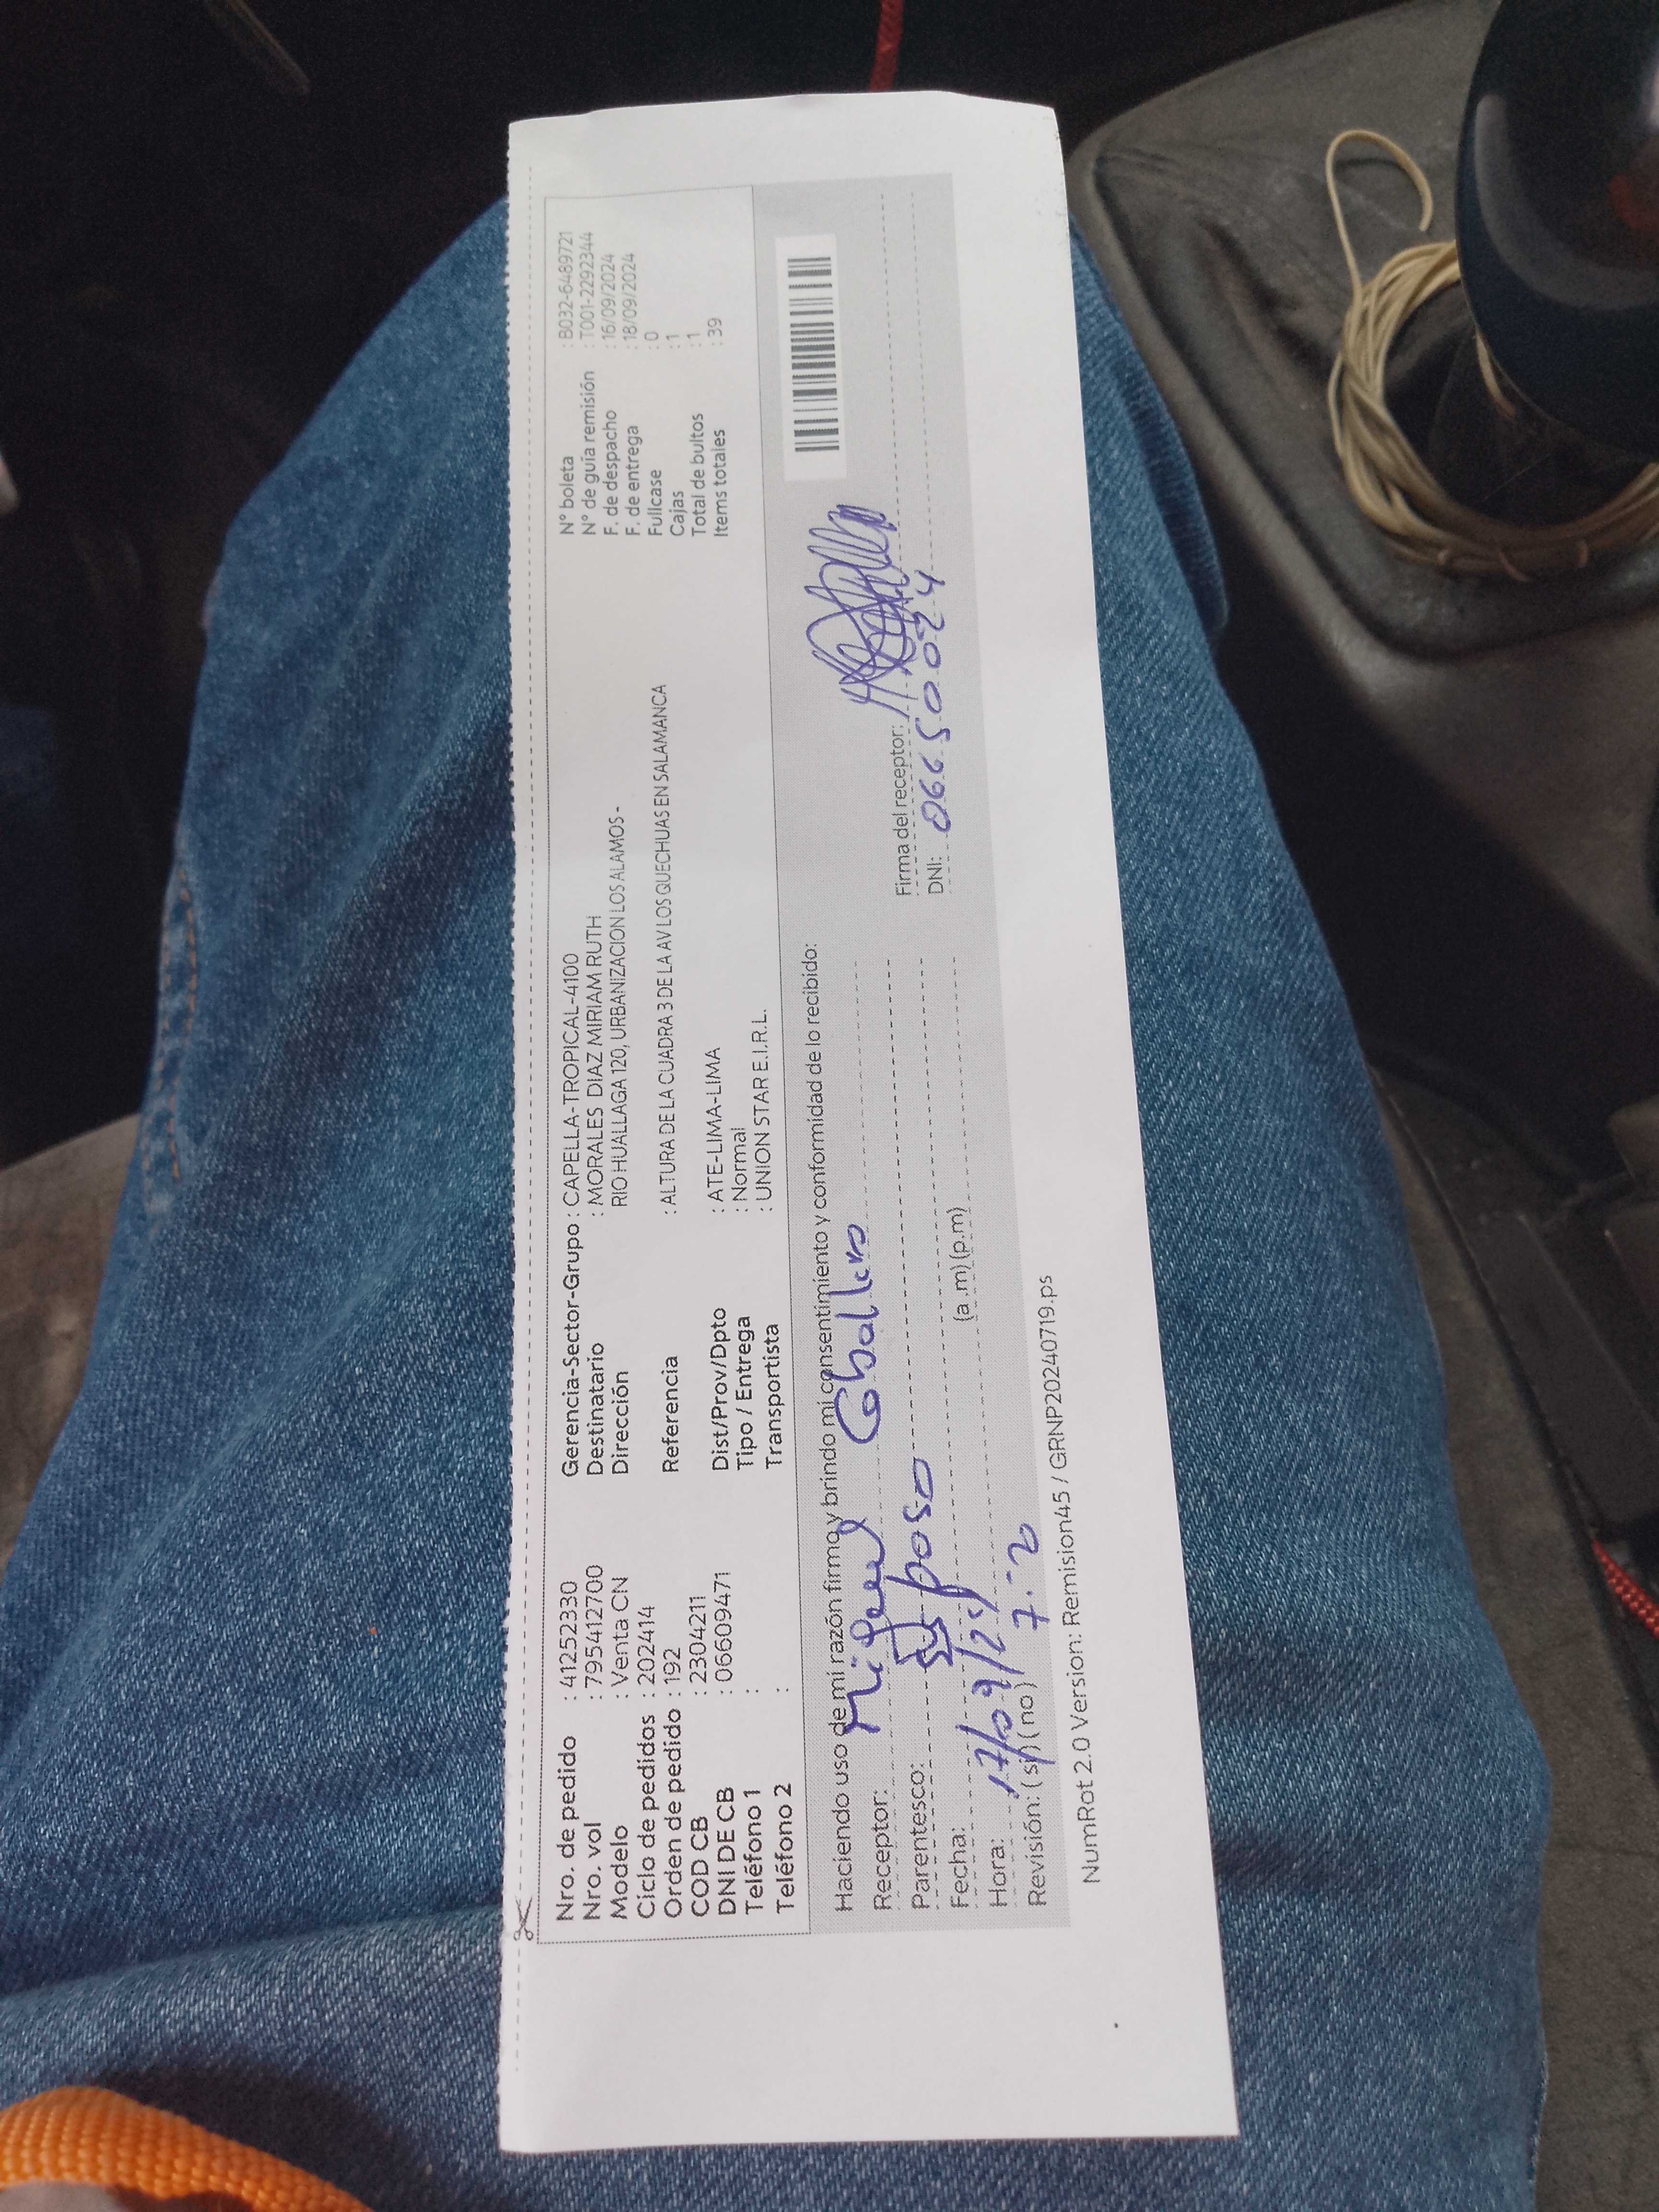 Nro. de pedido : 41252330
Nro. vol : 795412700
Modelo : Venta CN
Ciclo de pedidos : 202414
Orden de pedido : 192
COD CB : 2304211
DNI DE CB : 06609471
Teléfono 1 :
Teléfono 2 :
Gerencia-Sector-Grupo : CAPELLA-TROPICAL-4100
Destinatario : MORALES DIAZ MIRIAM RUTH
Dirección RIO HUALLAGA 120, URBANIZACION LOS ALAMOS -
Referencia : ALTURA DE LA CUADRA 3 DE LA AV LOS QUECHUAS EN SALAMANCA
Dist/Prov/Dpto : ATE-LIMA-LIMA
Tipo / Entrega : Normal
Transportista : UNION STAR E.I.R.L.
N° boleta : B032-6489721
N° de guía remisión : T001-2292344
F. de despacho : 16/09/2024
F. de entrega : 18/09/2024
Fullcase : 0
Cajas : 1
Total de bultos : 1
Items totales : 39
Haciendo uso de mi razón firmo y brindo mi consentimiento y conformidad de lo recibido:
Receptor: Miguel Caballero
Parentesco: Esposo
Fecha: 17/09/24
Hora: (a.m) (p.m)
Revisión: (si) (no)
Firma del receptor:
DNI: 06650024
NumRot 2.0 Version: Remision45 / GRNP20240719.ps